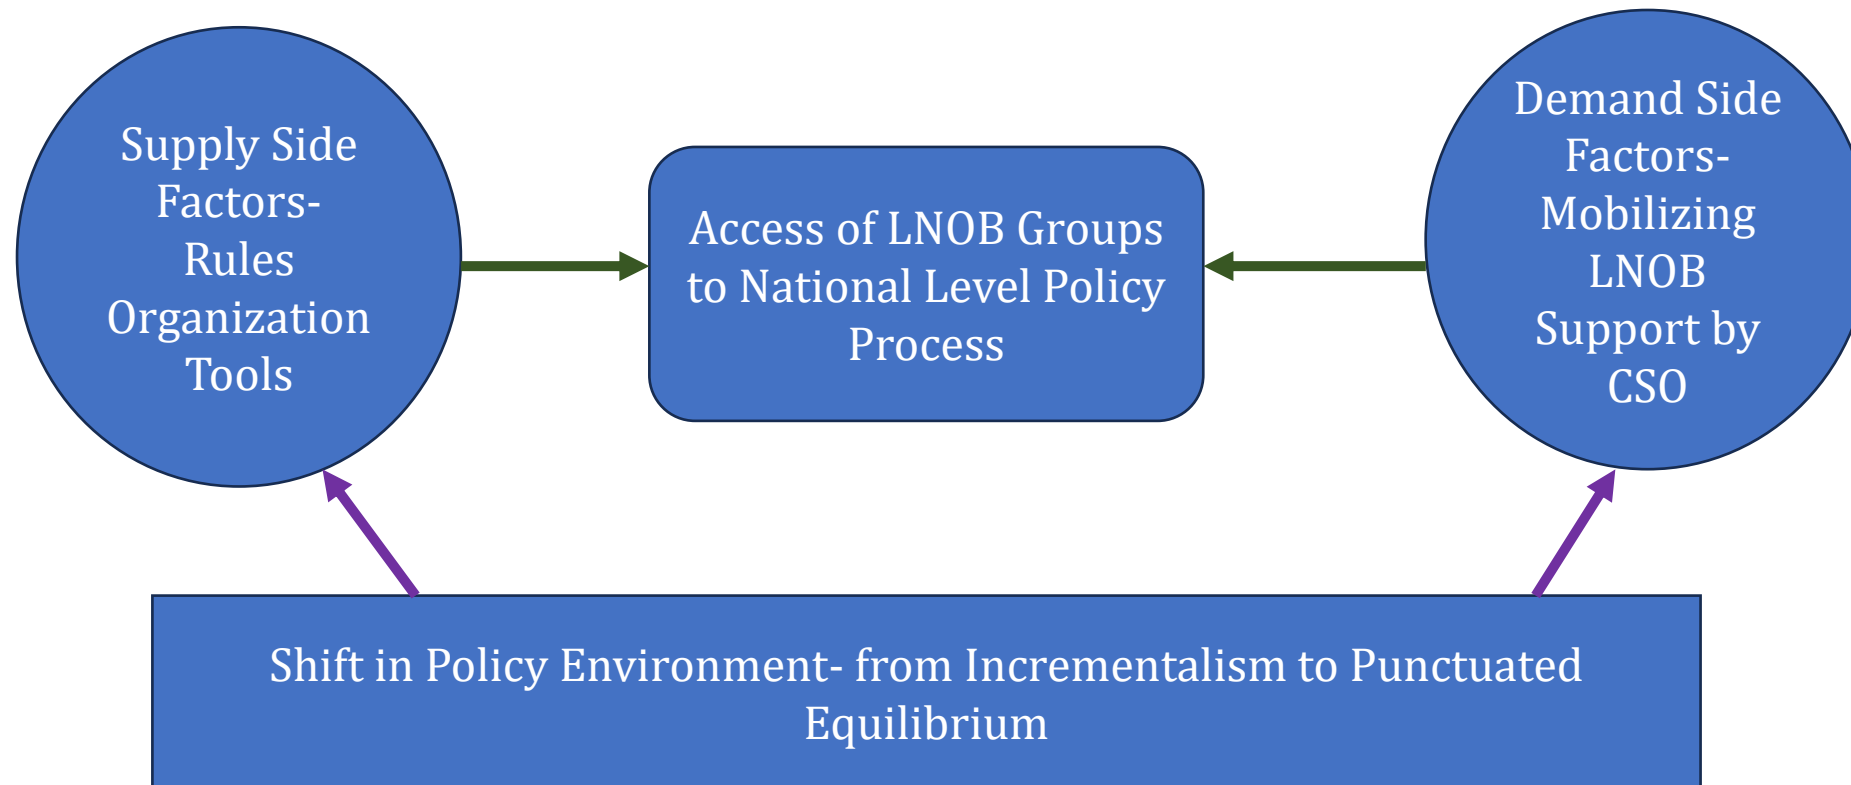 Supply Side
Factors-
Rules
Organization
Tools
Access of LNOB Groups
to National Level Policy
Process
Demand Side
Factors-
Mobilizing
LNOB
Support by
CSO
Shift in Policy Environment- from Incrementalism to Punctuated
Equilibrium